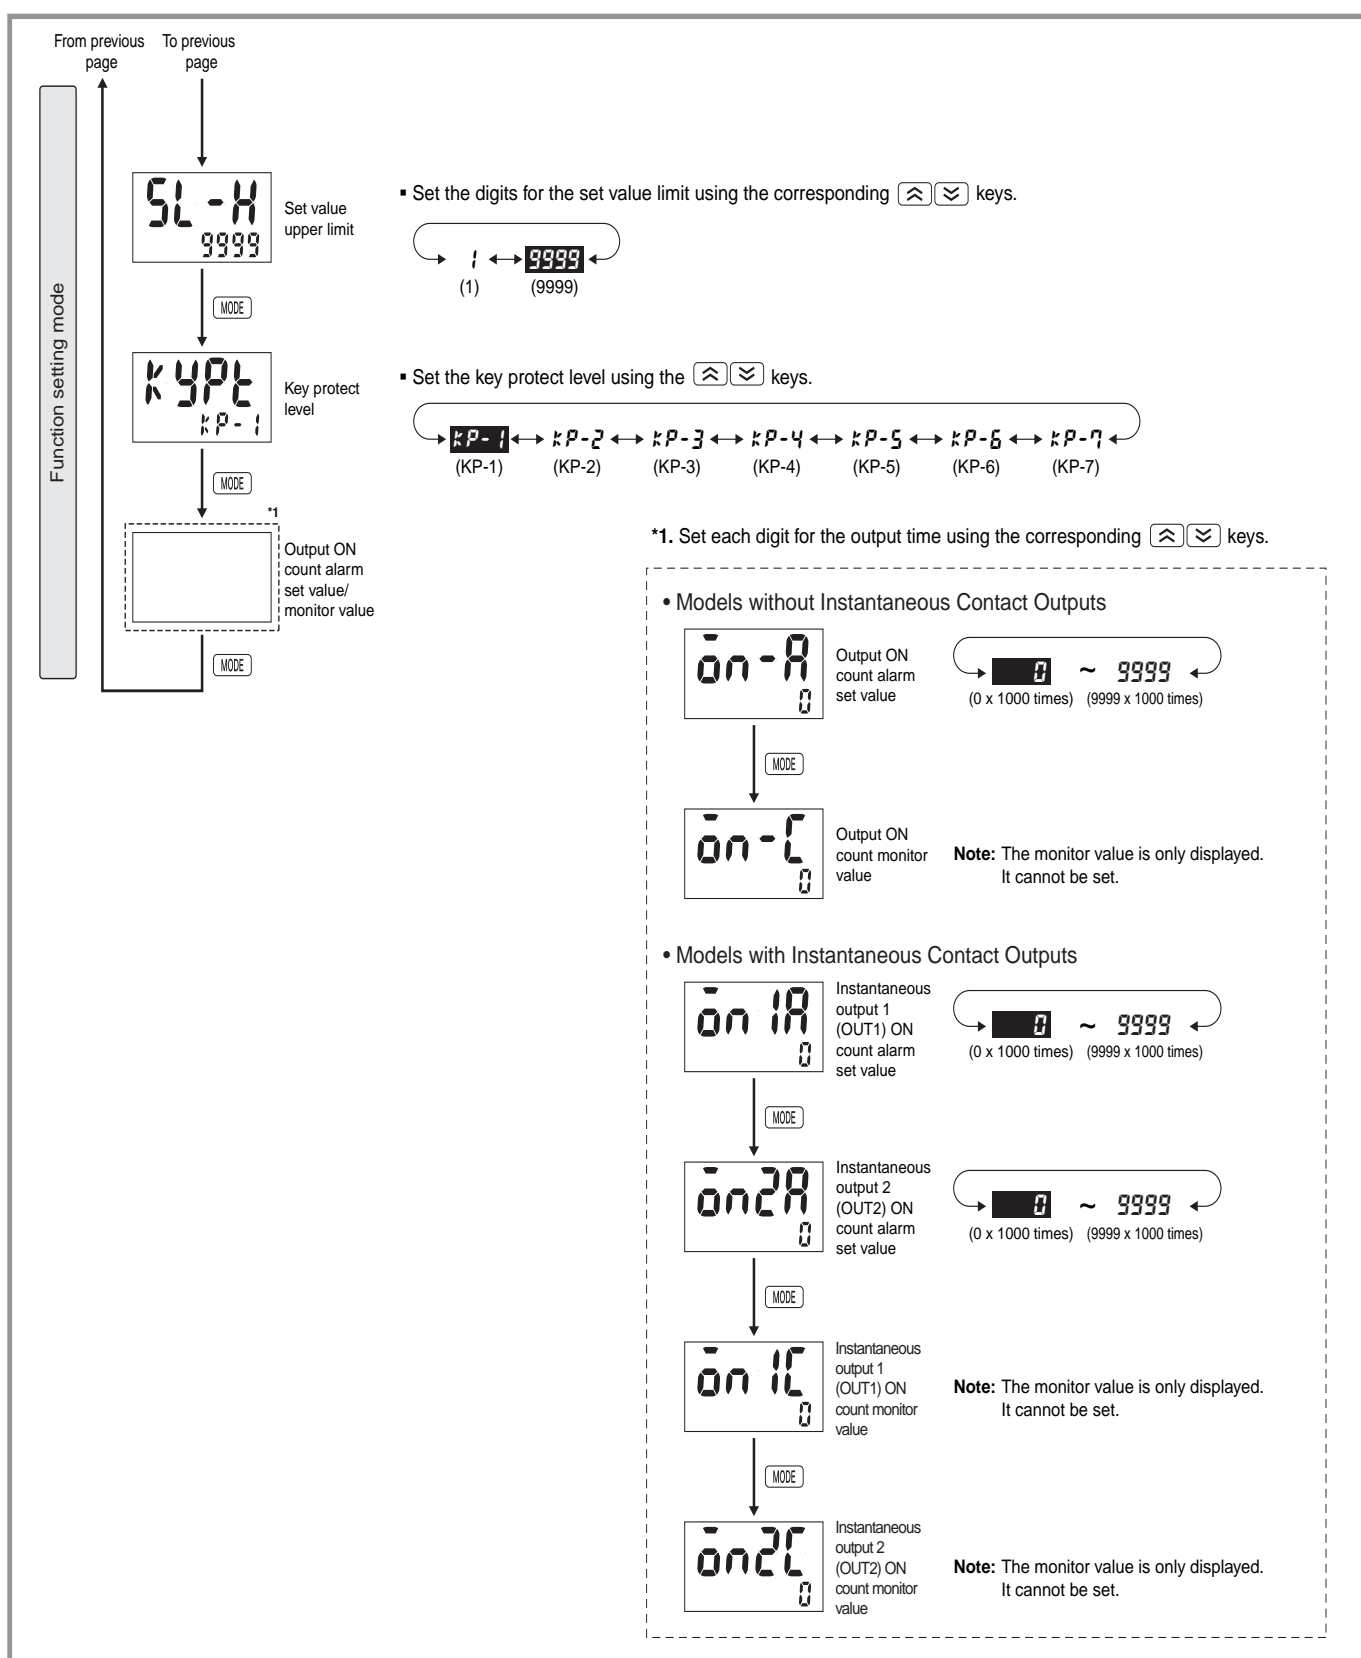 From previous page
To previous page
Function setting mode
SL-H
9999
Set value
upper limit
▪ Set the digits for the set value limit using the corresponding keys.
1 9999
(1) (9999)
MODE
KYPt
KP-1
Key protect
level
▪ Set the key protect level using the keys.
KP-1 KP-2 KP-3 KP-4 KP-5 KP-6 KP-7
(KP-1) (KP-2) (KP-3) (KP-4) (KP-5) (KP-6) (KP-7)
MODE
*1
Output ON
count alarm
set value/
monitor value
MODE
*1. Set each digit for the output time using the corresponding keys.
• Models without Instantaneous Contact Outputs
on-A
0
Output ON
count alarm
set value
0 ~ 9999
(0 x 1000 times) (9999 x 1000 times)
MODE
on-C
0
Output ON
count monitor
value
Note: The monitor value is only displayed.
It cannot be set.
• Models with Instantaneous Contact Outputs
on1A
0
Instantaneous
output 1
(OUT1) ON
count alarm
set value
0 ~ 9999
(0 x 1000 times) (9999 x 1000 times)
MODE
on2A
0
Instantaneous
output 2
(OUT2) ON
count alarm
set value
0 ~ 9999
(0 x 1000 times) (9999 x 1000 times)
MODE
on1C
0
Instantaneous
output 1
(OUT1) ON
count monitor
value
Note: The monitor value is only displayed.
It cannot be set.
MODE
on2C
0
Instantaneous
output 2
(OUT2) ON
count monitor
value
Note: The monitor value is only displayed.
It cannot be set.